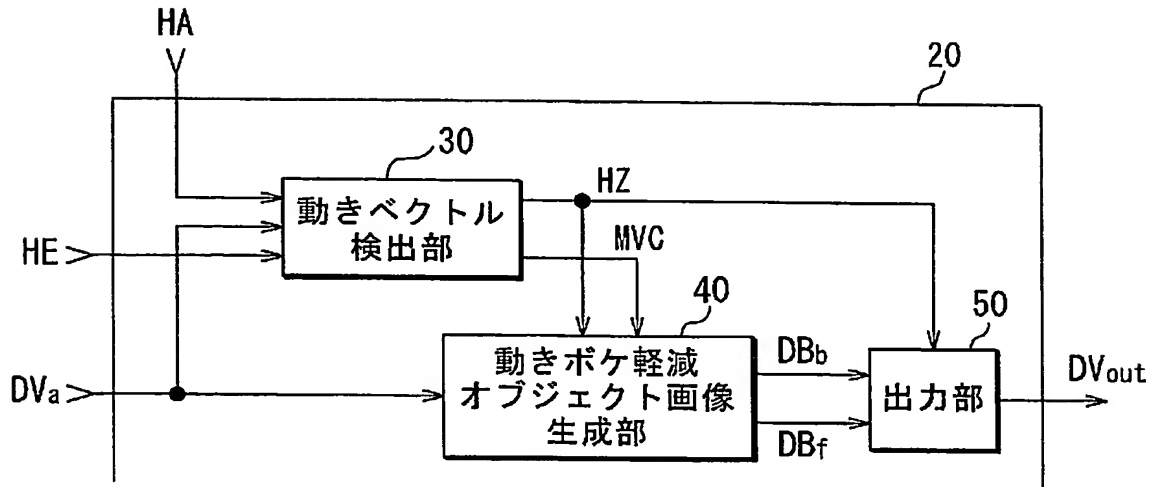 HA
20
30
動きベクトル
検出部
HZ
MVC
HE
40
動きボケ軽減
オブジェクト画像
生成部
DBb
DBf
50
出力部
DVa
DVout